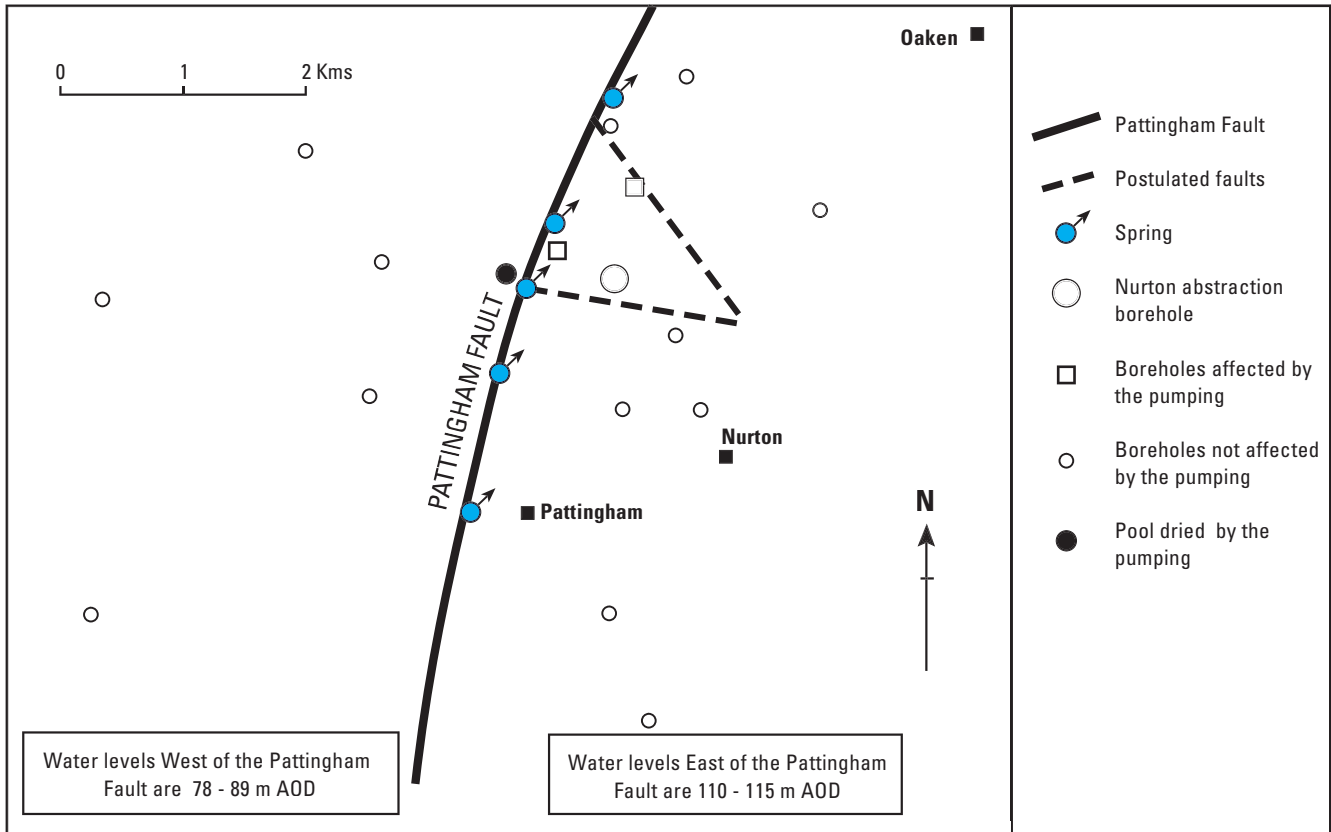 Oaken
0 1 2 Kms
PATTINGHAM FAULT
Nurton
Pattingham
N
Water levels West of the Pattingham
Fault are 78 - 89 m AOD
Water levels East of the Pattingham
Fault are 110 - 115 m AOD
Pattingham Fault
Postulated faults
Spring
Nurton abstraction
borehole
Boreholes affected by
the pumping
Boreholes not affected
by the pumping
Pool dried by the
pumping